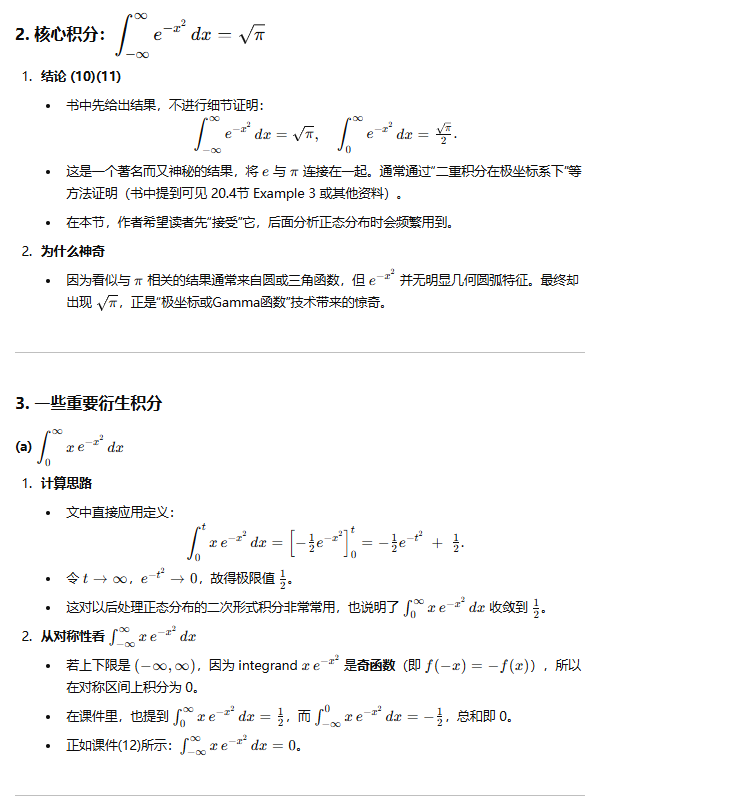 2. 核心积分：∫_{-∞}^{∞} e^{-x^2} dx = √π
1. 结论 (10)(11)
• 书中先给出结果，不进行细节证明：
∫_{-∞}^{∞} e^{-x^2} dx = √π, ∫_0^∞ e^{-x^2} dx = √π/2.
• 这是一个著名而又神秘的结果，将 e 与 π 连接在一起。通常通过“二重积分在极坐标系下”等
方法证明（书中提到可见 20.4节 Example 3 或其他资料）。
• 在本节，作者希望读者先“接受”它，后面分析正态分布时会频繁用到。
2. 为什么神奇
• 因为看似与 π 相关的结果通常来自圆或三角函数，但 e^{-x^2} 并无明显几何圆弧特征。最终却
出现 √π，正是“极坐标或Gamma函数”技术带来的惊奇。
3. 一些重要衍生积分
(a) ∫_0^∞ x e^{-x^2} dx
1. 计算思路
• 文中直接应用定义：
∫_0^t x e^{-x^2} dx = [-1/2 e^{-x^2}]_0^t = -1/2 e^{-t^2} + 1/2.
• 令 t → ∞，e^{-t^2} → 0，故得极限值 1/2。
• 这对以后处理正态分布的二次形式积分非常常用，也说明了 ∫_0^∞ x e^{-x^2} dx 收敛到 1/2。
2. 从对称性看 ∫_{-∞}^{∞} x e^{-x^2} dx
• 若上下限是 (-∞, ∞)，因为 integrand x e^{-x^2} 是奇函数（即 f(-x) = -f(x)），所以
在对称区间上积分为 0。
• 在课件里，也提到 ∫_0^∞ x e^{-x^2} dx = 1/2，而 ∫_{-∞}^0 x e^{-x^2} dx = -1/2，总和即 0。
• 正如课件(12)所示：∫_{-∞}^{∞} x e^{-x^2} dx = 0。